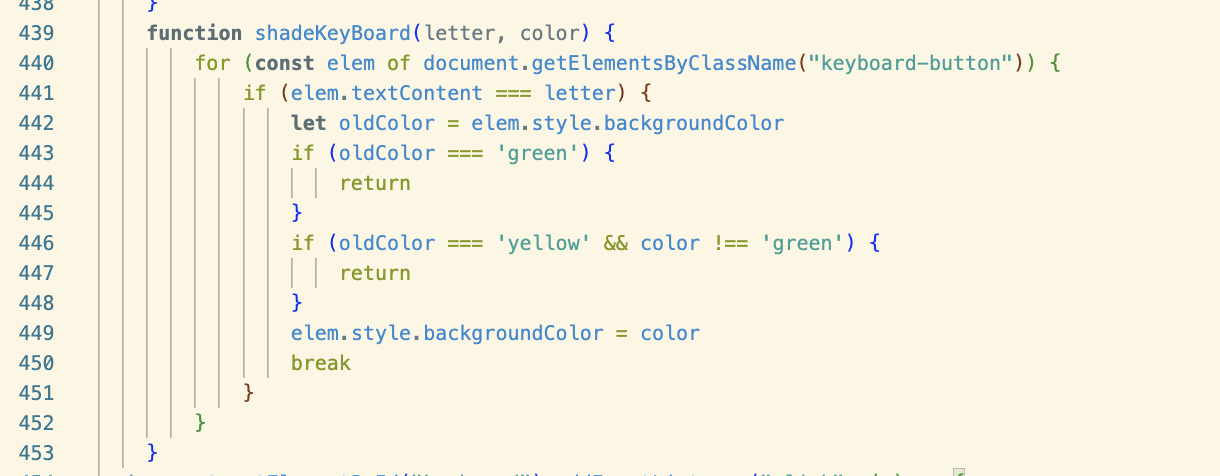 438 }
439 function shadeKeyBoard(letter, color) {
440 for (const elem of document.getElementsByClassName("keyboard-button")) {
441 if (elem.textContent === letter) {
442 let oldColor = elem.style.backgroundColor
443 if (oldColor === 'green') {
444 return
445 }
446 if (oldColor === 'yellow' && color !== 'green') {
447 return
448 }
449 elem.style.backgroundColor = color
450 break
451 }
452 }
453 }